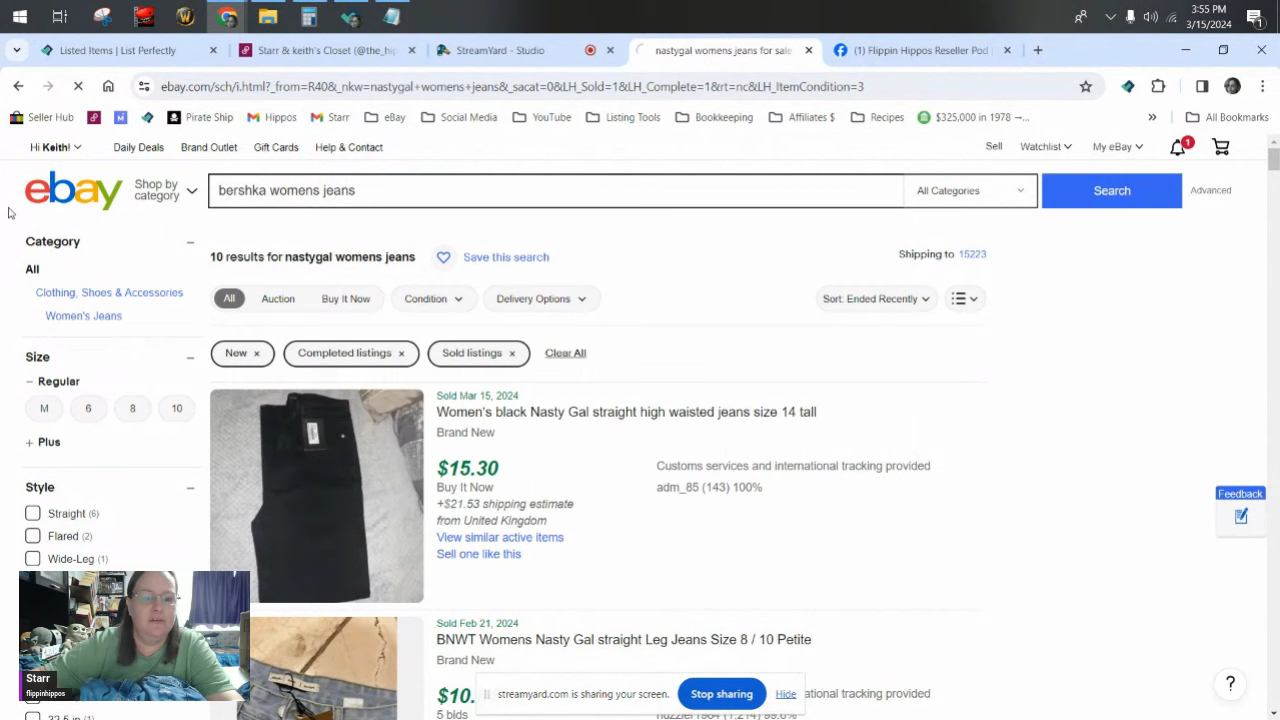 3:55 PM
3/15/2024
Listed Items | List Perfectly
Starr & keith's Closet (@the_hip
StreamYard - Studio
nastygal womens jeans for sale
(1) Flippin Hippos Reseller Pod
ebay.com/sch/i.html?_from=R40&_nkw=nastygal+womens+jeans&_sacat=0&LH_Sold=1&LH_Complete=1&rt=nc&LH_ItemCondition=3
Seller Hub
Pirate Ship
Hippos
Starr
eBay
Social Media
YouTube
Listing Tools
Bookkeeping
Affiliates $
Recipes
$325,000 in 1978 →...
All Bookmarks
Hi Keith!
Daily Deals
Brand Outlet
Gift Cards
Help & Contact
Sell
Watchlist
My eBay
1
ebay
Shop by category
bershka womens jeans
All Categories
Search
Advanced
Category
All
Clothing, Shoes & Accessories
Women's Jeans
10 results for nastygal womens jeans
Save this search
Shipping to 15223
All
Auction
Buy It Now
Condition
Delivery Options
Sort: Ended Recently
New ×
Completed listings ×
Sold listings ×
Clear All
Size
Regular
M
6
8
10
Plus
Style
Straight (6)
Flared (2)
Wide-Leg (1)
Sold Mar 15, 2024
Women's black Nasty Gal straight high waisted jeans size 14 tall
Brand New
$15.30
Buy It Now
+$21.53 shipping estimate
from United Kingdom
View similar active items
Sell one like this
Customs services and international tracking provided
adm_85 (143) 100%
Feedback
Sold Feb 21, 2024
BNWT Womens Nasty Gal straight Leg Jeans Size 8 / 10 Petite
Brand New
$10.
5 bids
streamyard.com is sharing your screen.
Stop sharing
Hide
ational tracking provided
Starr
flippinhippos